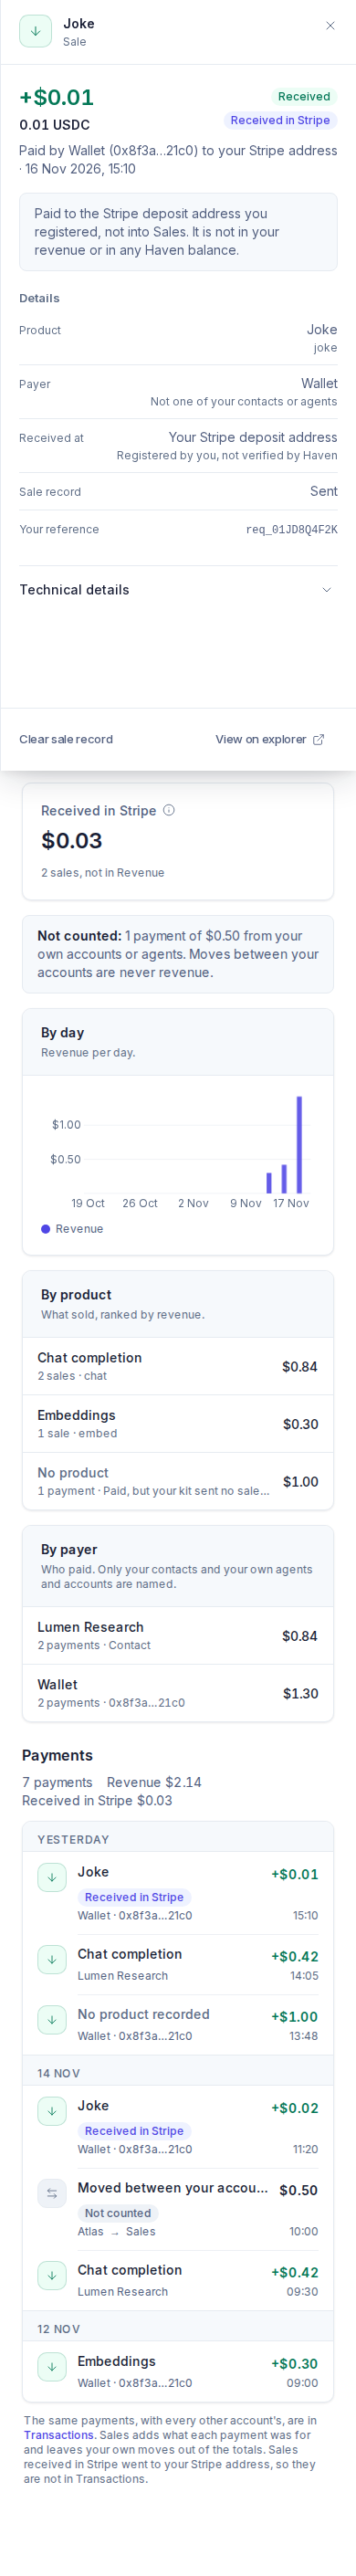 Joke
Sale
+$0.01
Received
0.01 USDC
Received in Stripe
Paid by Wallet (0x8f3a…21c0) to your Stripe address
· 16 Nov 2026, 15:10
Paid to the Stripe deposit address you
registered, not into Sales. It is not in your
revenue or in any Haven balance.
Details
Product
Joke
joke
Payer
Wallet
Not one of your contacts or agents
Received at
Your Stripe deposit address
Registered by you, not verified by Haven
Sale record
Sent
Your reference
req_01JD8Q4F2K
Technical details
Clear sale record
View on explorer
Received in Stripe
$0.03
2 sales, not in Revenue
Not counted: 1 payment of $0.50 from your
own accounts or agents. Moves between your
accounts are never revenue.
By day
Revenue per day.
$1.00
$0.50
19 Oct 26 Oct 2 Nov 9 Nov 17 Nov
Revenue
By product
What sold, ranked by revenue.
Chat completion
2 sales · chat
$0.84
Embeddings
1 sale · embed
$0.30
No product
1 payment · Paid, but your kit sent no sale…
$1.00
By payer
Who paid. Only your contacts and your own agents
and accounts are named.
Lumen Research
2 payments · Contact
$0.84
Wallet
2 payments · 0x8f3a…21c0
$1.30
Payments
7 payments Revenue $2.14
Received in Stripe $0.03
YESTERDAY
Joke
+$0.01
Received in Stripe
Wallet · 0x8f3a…21c0
15:10
Chat completion
+$0.42
Lumen Research
14:05
No product recorded
+$1.00
Wallet · 0x8f3a…21c0
13:48
14 NOV
Joke
+$0.02
Received in Stripe
Wallet · 0x8f3a…21c0
11:20
Moved between your accou…
$0.50
Not counted
Atlas → Sales
10:00
Chat completion
+$0.42
Lumen Research
09:30
12 NOV
Embeddings
+$0.30
Wallet · 0x8f3a…21c0
09:00
The same payments, with every other account's, are in
Transactions. Sales adds what each payment was for
and leaves your own moves out of the totals. Sales
received in Stripe went to your Stripe address, so they
are not in Transactions.